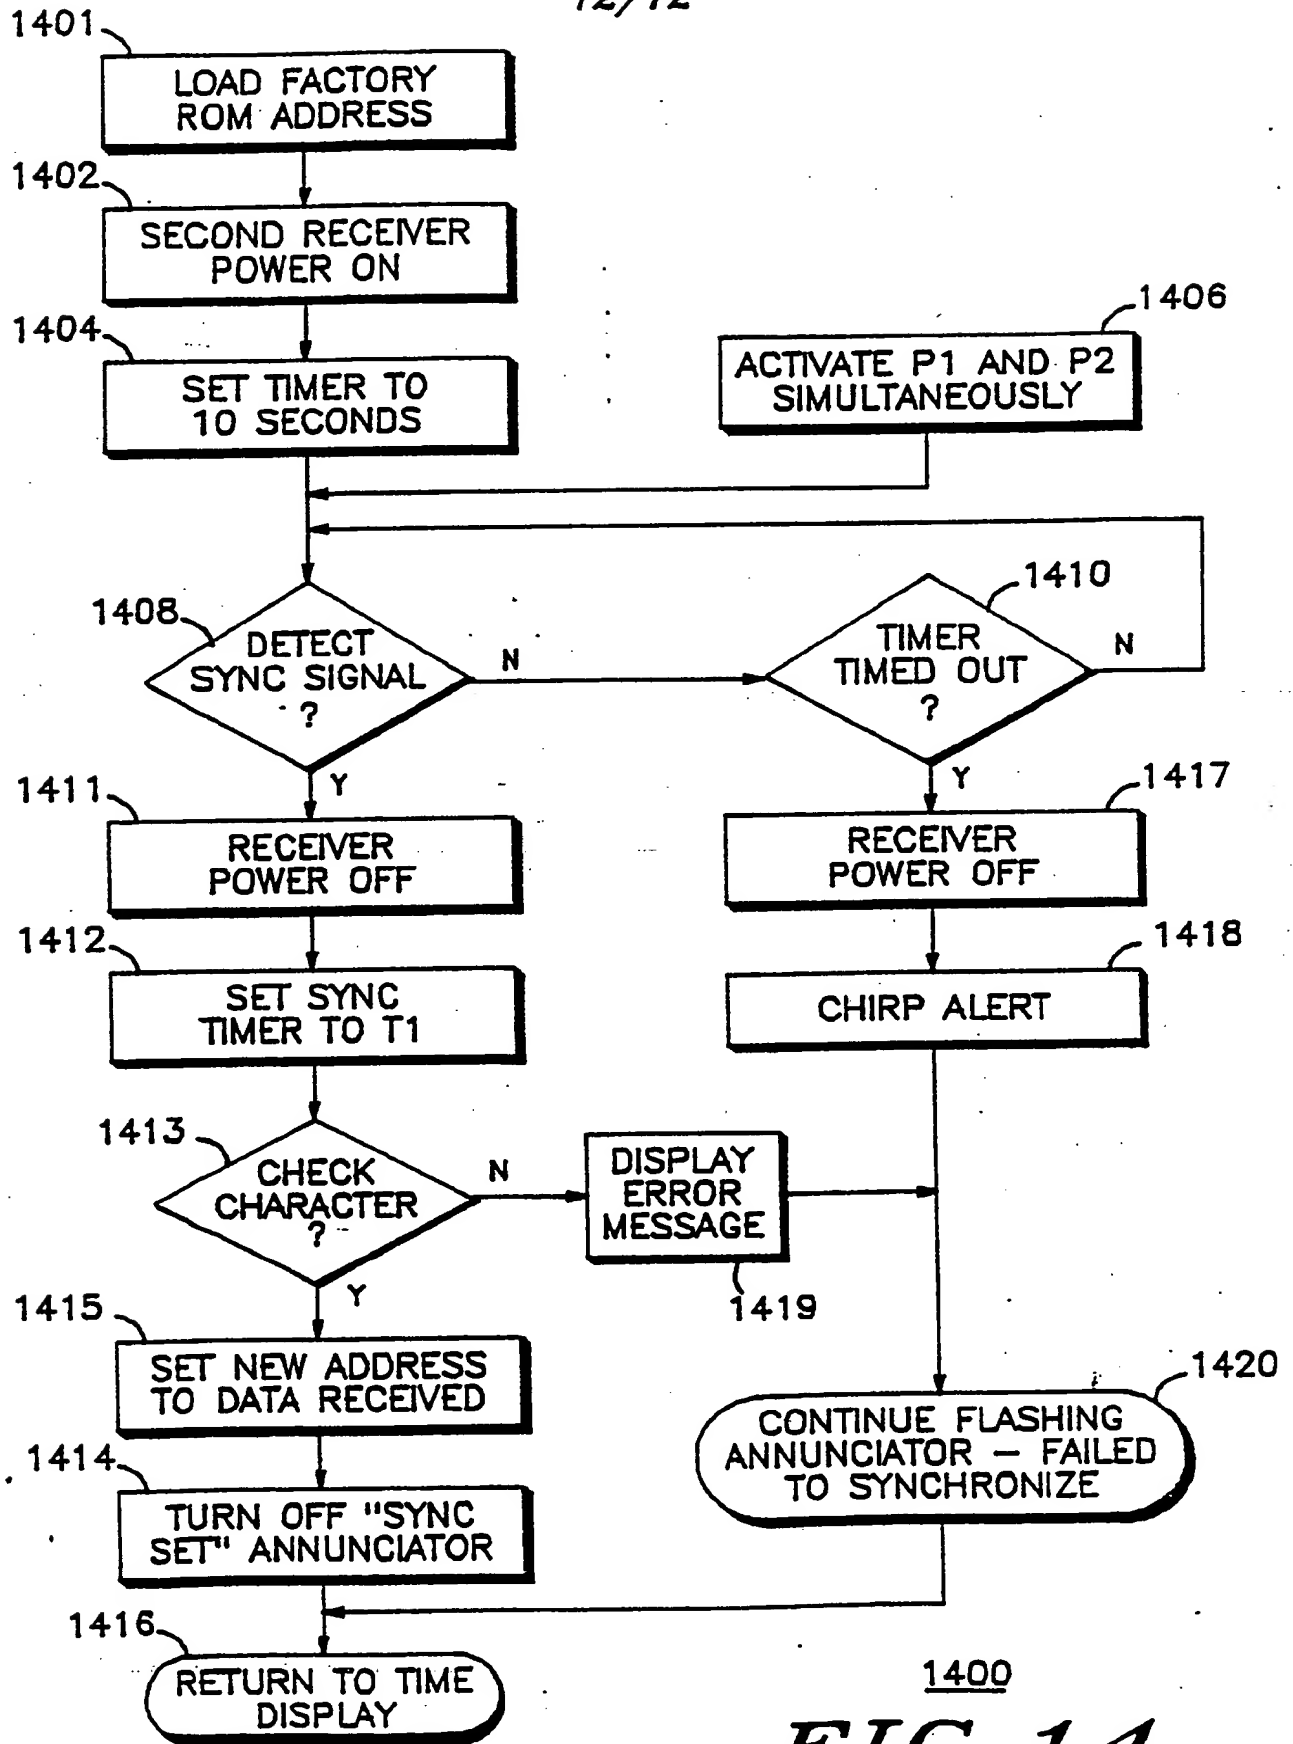 12/12
1401
LOAD FACTORY
ROM ADDRESS
1402
SECOND RECEIVER
POWER ON
1404
SET TIMER TO
10 SECONDS
1406
ACTIVATE P1 AND P2
SIMULTANEOUSLY
1408
DETECT
SYNC SIGNAL
?
N
Y
1410
TIMER
TIMED OUT
?
N
Y
1411
RECEIVER
POWER OFF
1417
RECEIVER
POWER OFF
1412
SET SYNC
TIMER TO T1
1418
CHIRP ALERT
1413
CHECK
CHARACTER
?
N
Y
DISPLAY
ERROR
MESSAGE
1419
1415
SET NEW ADDRESS
TO DATA RECEIVED
1420
CONTINUE FLASHING
ANNUNCIATOR — FAILED
TO SYNCHRONIZE
1414
TURN OFF "SYNC
SET" ANNUNCIATOR
1416
RETURN TO TIME
DISPLAY
1400
FIG. 14